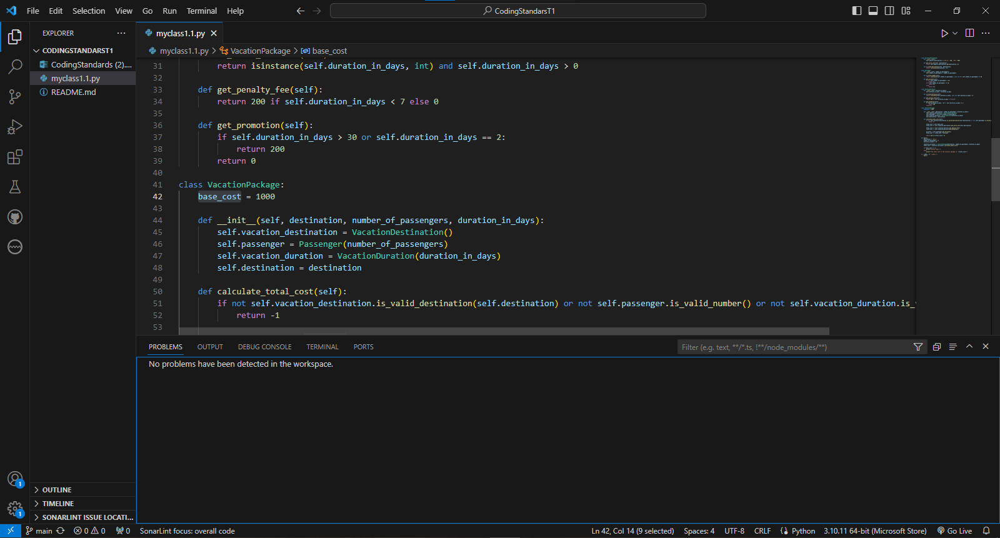 File Edit Selection View Go Run Terminal Help
CodingStandarsT1
EXPLORER
CODINGSTANDARST1
CodingStandards (2)....
myclass1.1.py
README.md
OUTLINE
TIMELINE
SONARLINT ISSUE LOCATI...
myclass1.1.py
myclass1.1.py > VacationPackage > base_cost
31 return isinstance(self.duration_in_days, int) and self.duration_in_days > 0
32
33 def get_penalty_fee(self):
34 return 200 if self.duration_in_days < 7 else 0
35
36 def get_promotion(self):
37 if self.duration_in_days > 30 or self.duration_in_days == 2:
38 return 200
39 return 0
40
41 class VacationPackage:
42 base_cost = 1000
43
44 def __init__(self, destination, number_of_passengers, duration_in_days):
45 self.vacation_destination = VacationDestination()
46 self.passenger = Passenger(number_of_passengers)
47 self.vacation_duration = VacationDuration(duration_in_days)
48 self.destination = destination
49
50 def calculate_total_cost(self):
51 if not self.vacation_destination.is_valid_destination(self.destination) or not self.passenger.is_valid_number() or not self.vacation_duration.is_
52 return -1
53
PROBLEMS OUTPUT DEBUG CONSOLE TERMINAL PORTS
Filter (e.g. text, **/*.ts, !**/node_modules/**)
No problems have been detected in the workspace.
1
1
main 0 0 0 SonarLint focus: overall code Ln 42, Col 14 (9 selected) Spaces: 4 UTF-8 CRLF Python 3.10.11 64-bit (Microsoft Store) Go Live